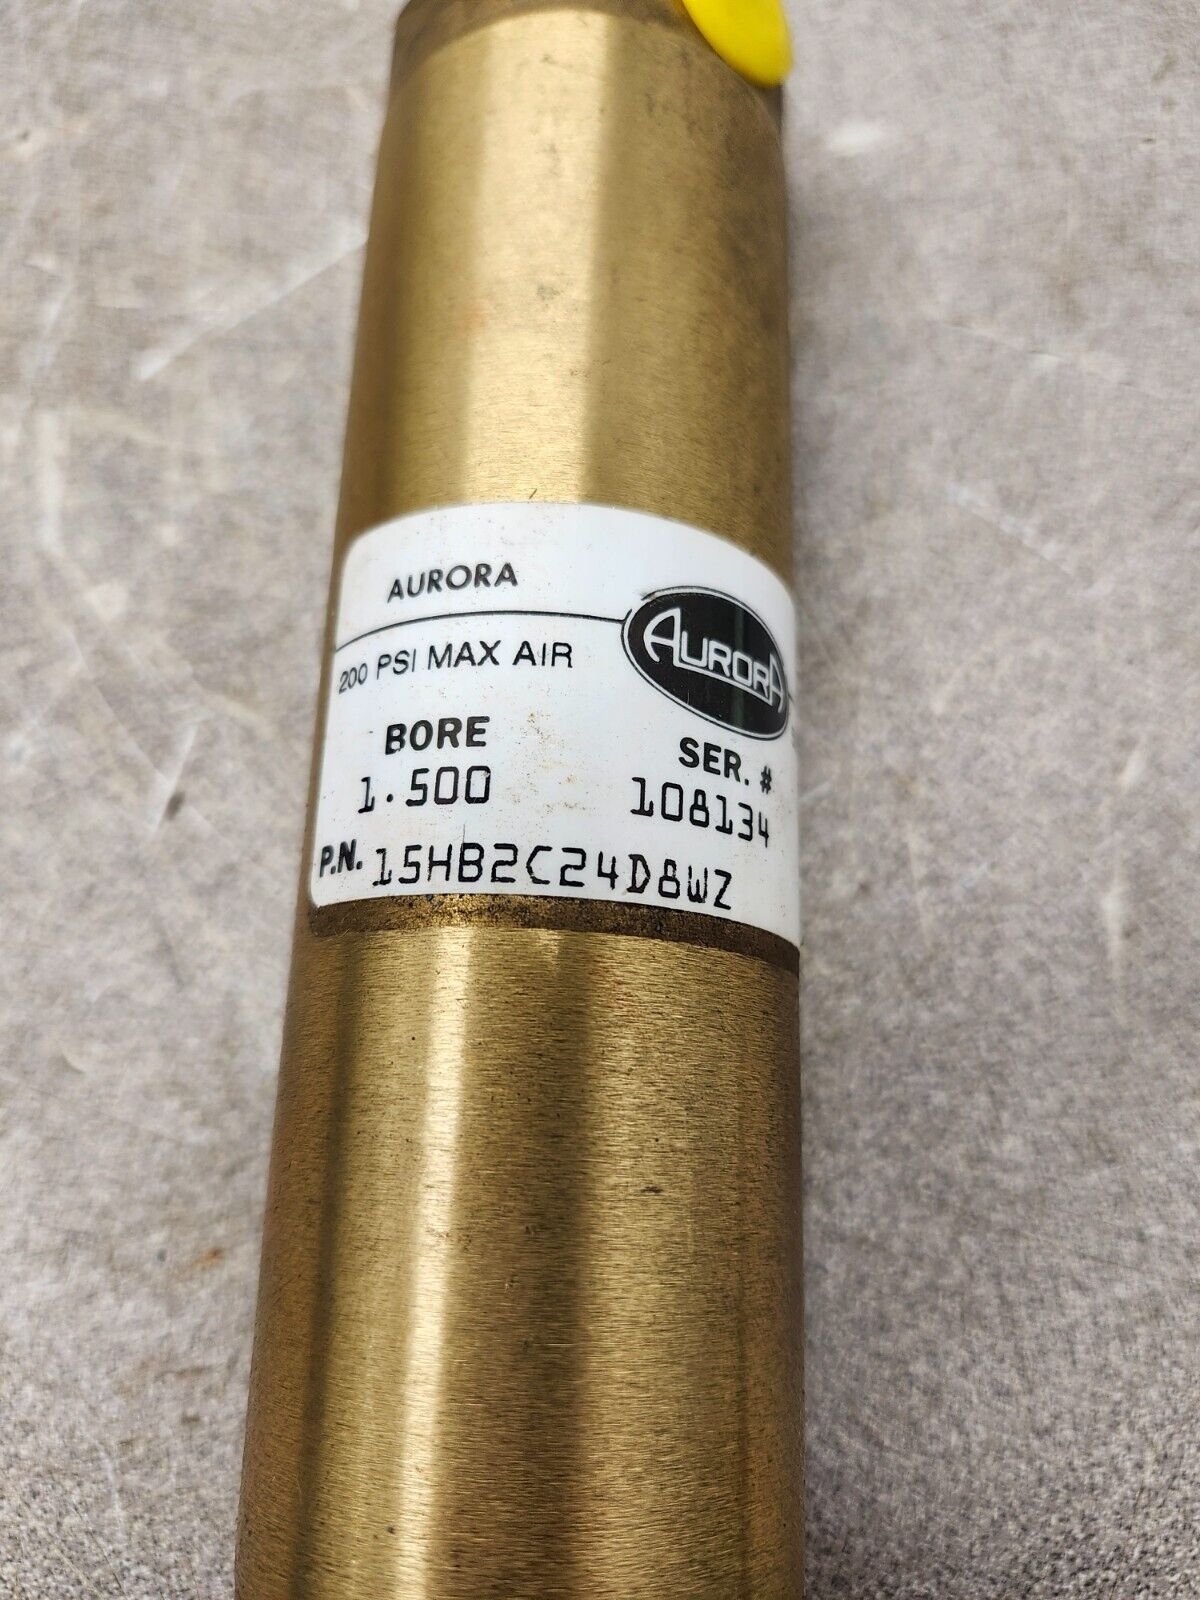 AURORA
AURORA
200 PSI MAX AIR
BORE
SER. #
1.500
108134
P.N. 15HB2C24D8WZ